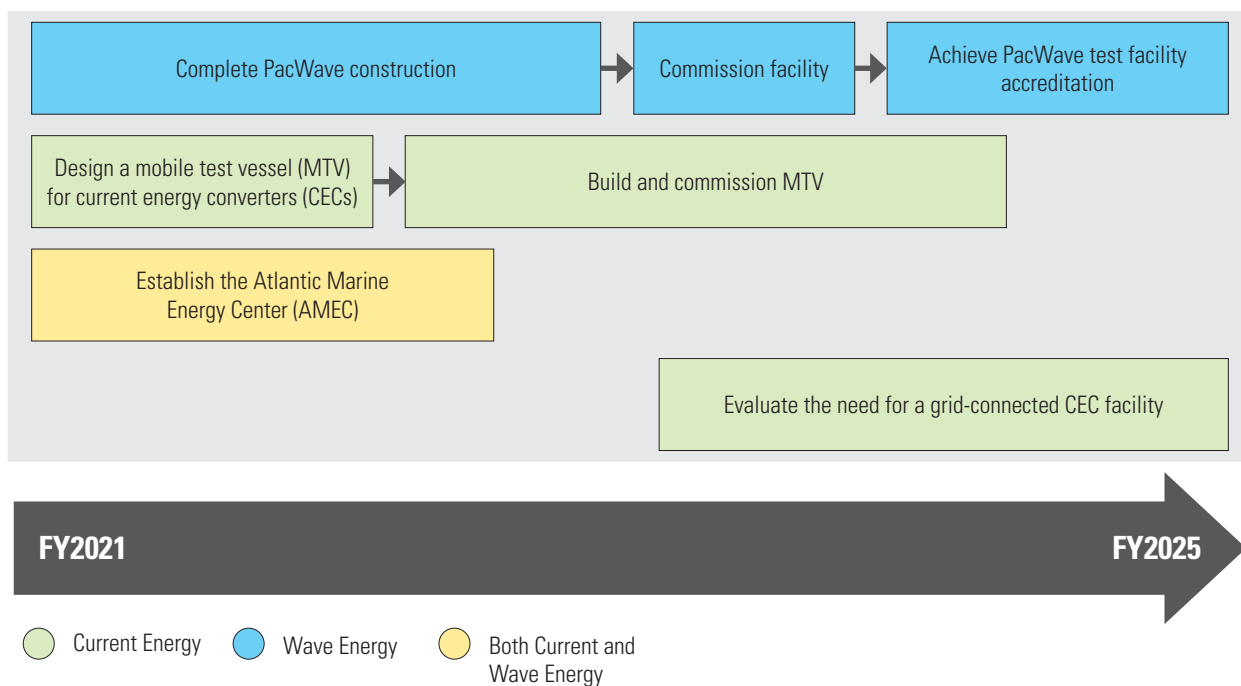 Complete PacWave construction
Commission facility
Achieve PacWave test facility
accreditation
Design a mobile test vessel (MTV)
for current energy converters (CECs)
Build and commission MTV
Establish the Atlantic Marine
Energy Center (AMEC)
Evaluate the need for a grid-connected CEC facility
FY2021
FY2025
Current Energy
Wave Energy
Both Current and
Wave Energy